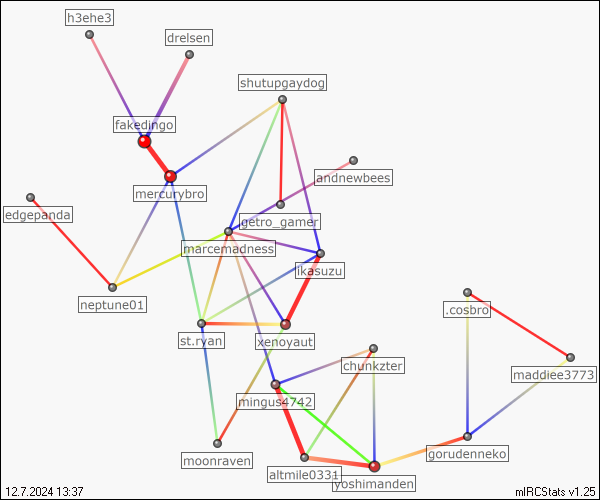 h3ehe3
drelsen
shutupgaydog
fakedingo
andnewbees
mercurybro
edgepanda
getro_gamer
marcemadness
ikasuzu
neptune01
.cosbro
st.ryan
xenoyaut
chunkzter
maddiee3773
mingus4742
gorudenneko
moonraven
altmile0331
yoshimanden
12.7.2024 13:37
mIRCStats v1.25